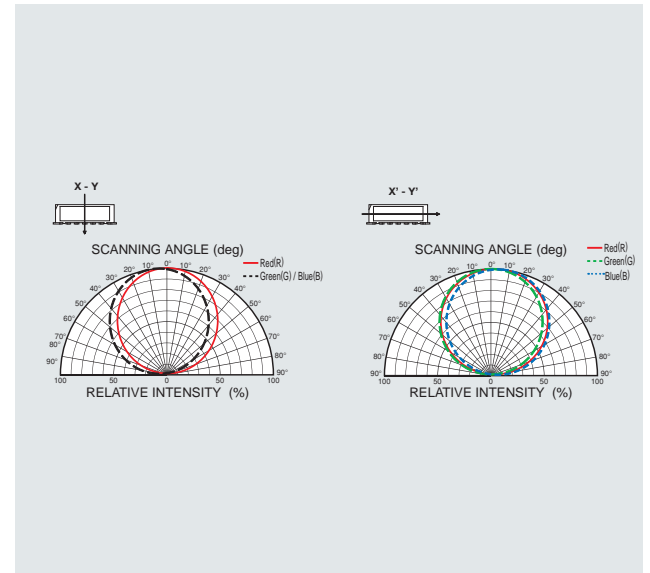 X - Y
SCANNING ANGLE (deg)
Red(R)
Green(G) / Blue(B)
0°
10° 10°
20° 20°
30° 30°
40° 40°
50° 50°
60° 60°
70° 70°
80° 80°
90° 90°
100 50 0 50 100
RELATIVE INTENSITY (%)
X' - Y'
SCANNING ANGLE (deg)
Red(R)
Green(G)
Blue(B)
0°
10° 10°
20° 20°
30° 30°
40° 40°
50° 50°
60° 60°
70° 70°
80° 80°
90° 90°
100 50 0 50 100
RELATIVE INTENSITY (%)